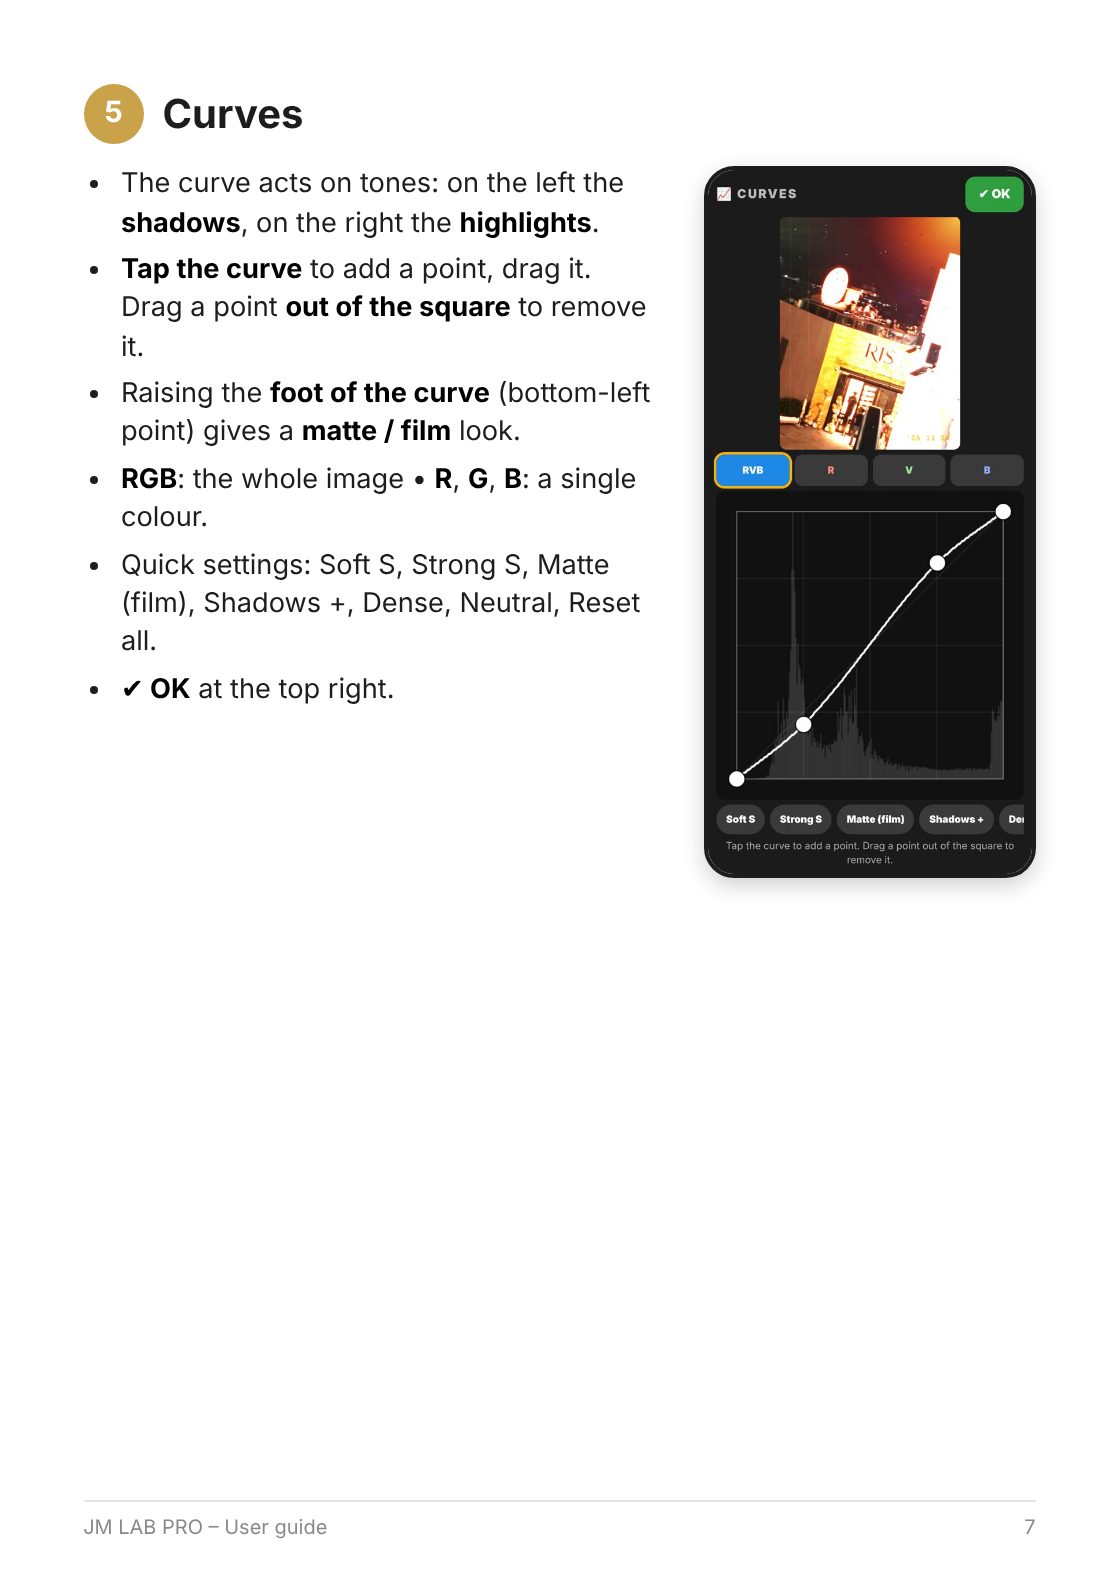 5 Curves
• The curve acts on tones: on the left the
shadows, on the right the highlights.
• Tap the curve to add a point, drag it.
Drag a point out of the square to remove
it.
• Raising the foot of the curve (bottom-left
point) gives a matte / film look.
• RGB: the whole image • R, G, B: a single
colour.
• Quick settings: Soft S, Strong S, Matte
(film), Shadows +, Dense, Neutral, Reset
all.
• ✔ OK at the top right.
📈 CURVES
✔ OK
RIS
'26 11
RVB R V B
Soft S Strong S Matte (film) Shadows + Der
Tap the curve to add a point. Drag a point out of the square to
remove it.
JM LAB PRO – User guide 7